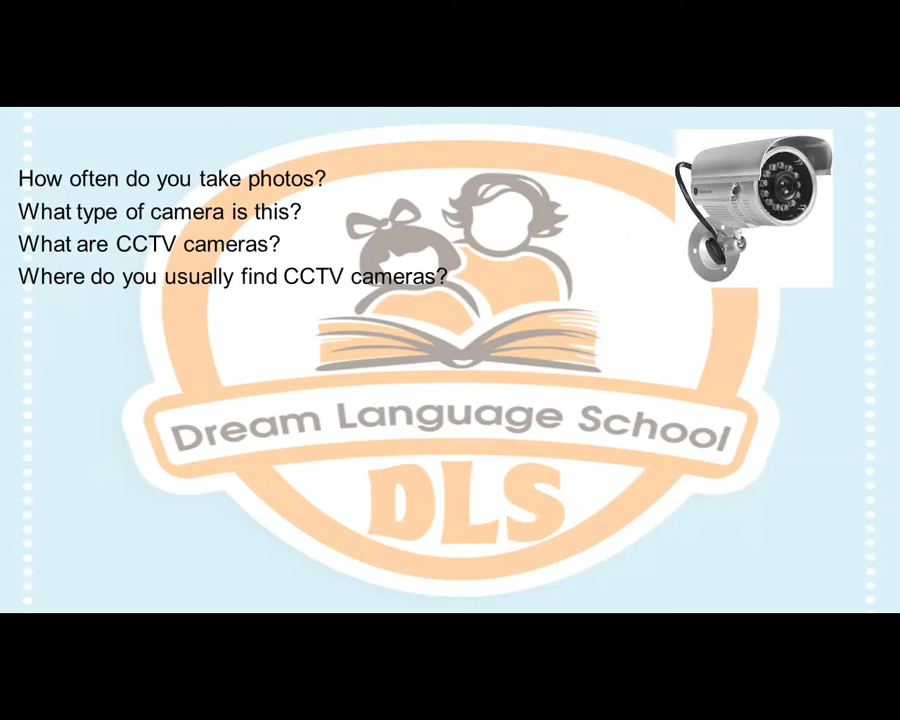 How often do you take photos?
What type of camera is this?
What are CCTV cameras?
Where do you usually find CCTV cameras?
Dream Language School
DLS